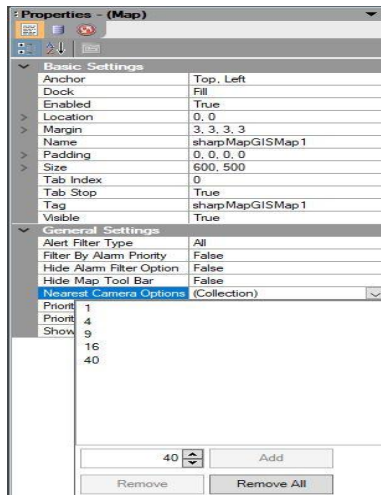 Properties - (Map)
Basic Settings
Anchor Top, Left
Dock Fill
Enabled True
Location 0, 0
Margin 3, 3, 3, 3
Name sharpMapGISMap1
Padding 0, 0, 0, 0
Size 600, 500
Tab Index 0
Tab Stop True
Tag sharpMapGISMap1
Visible True
General Settings
Alert Filter Type All
Filter By Alarm Priority False
Hide Alarm Filter Option False
Hide Map Tool Bar False
Nearest Camera Options (Collection)
Priorit
Priorit
Show
1
4
9
16
40
40 Add
Remove Remove All